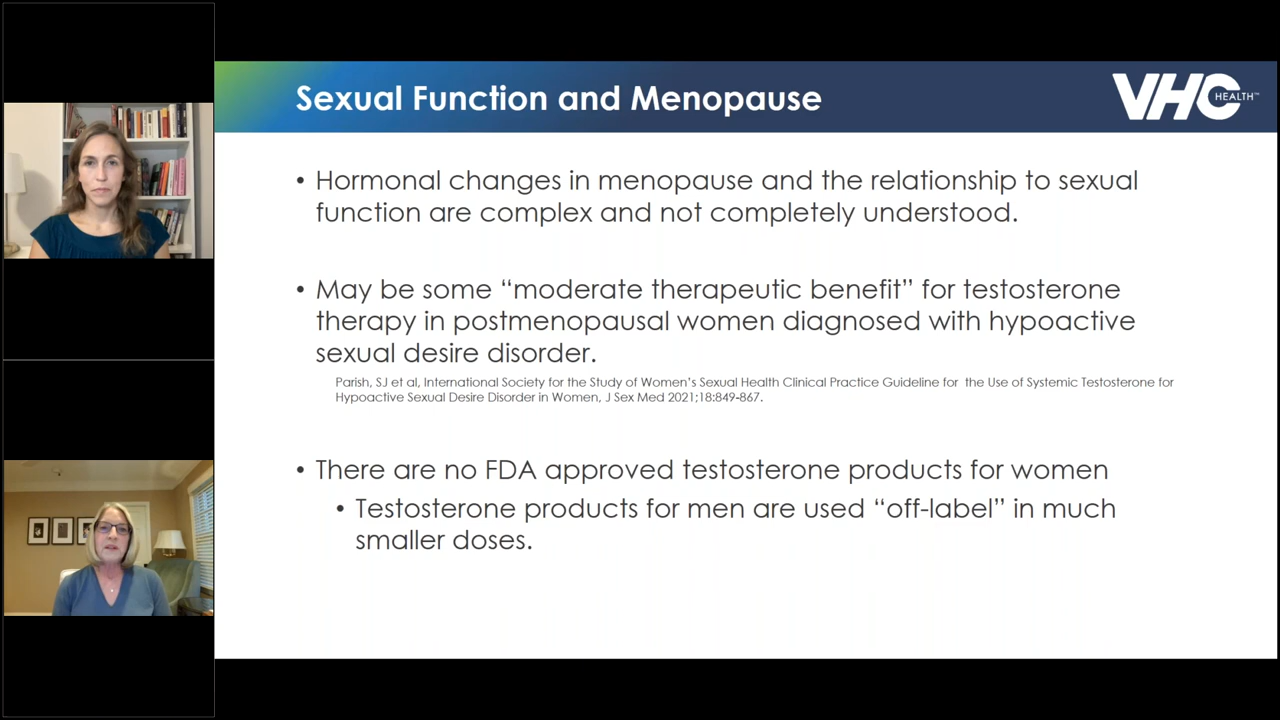 Sexual Function and Menopause
VHC
HEALTH™
• Hormonal changes in menopause and the relationship to sexual
function are complex and not completely understood.
• May be some “moderate therapeutic benefit” for testosterone
therapy in postmenopausal women diagnosed with hypoactive
sexual desire disorder.
Parish, SJ et al, International Society for the Study of Women’s Sexual Health Clinical Practice Guideline for the Use of Systemic Testosterone for
Hypoactive Sexual Desire Disorder in Women, J Sex Med 2021;18:849-867.
• There are no FDA approved testosterone products for women
• Testosterone products for men are used “off-label” in much
smaller doses.